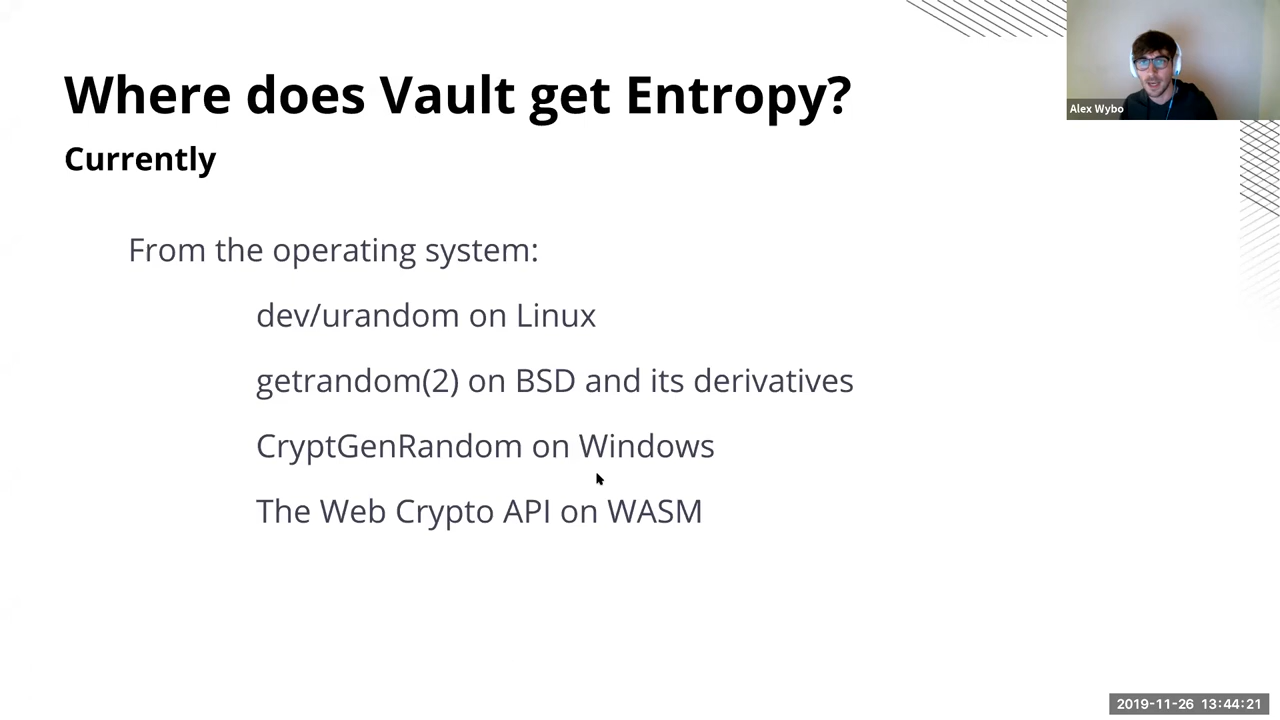 Where does Vault get Entropy?
Currently
From the operating system:
dev/urandom on Linux
getrandom(2) on BSD and its derivatives
CryptGenRandom on Windows
The Web Crypto API on WASM
Alex Wybo
2019-11-26 13:44:21